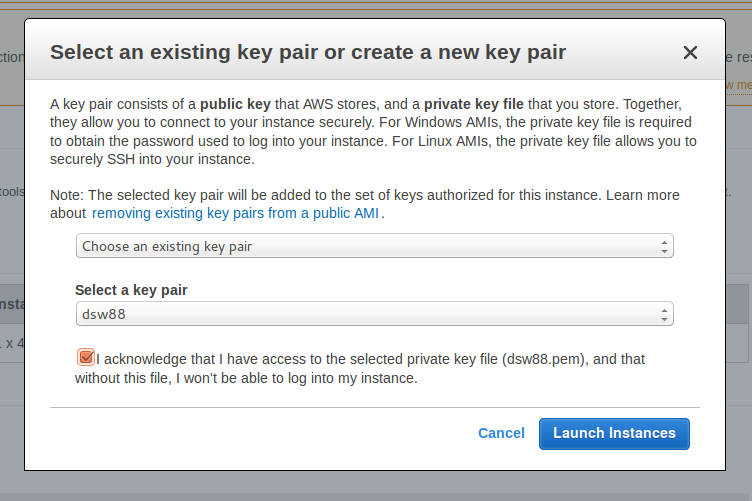 Select an existing key pair or create a new key pair
A key pair consists of a public key that AWS stores, and a private key file that you store. Together,
they allow you to connect to your instance securely. For Windows AMIs, the private key file is required
to obtain the password used to log into your instance. For Linux AMIs, the private key file allows you to
securely SSH into your instance.
Note: The selected key pair will be added to the set of keys authorized for this instance. Learn more
about removing existing key pairs from a public AMI.
Choose an existing key pair
Select a key pair
dsw88
I acknowledge that I have access to the selected private key file (dsw88.pem), and that
without this file, I won't be able to log into my instance.
Cancel Launch Instances
tools
x 4